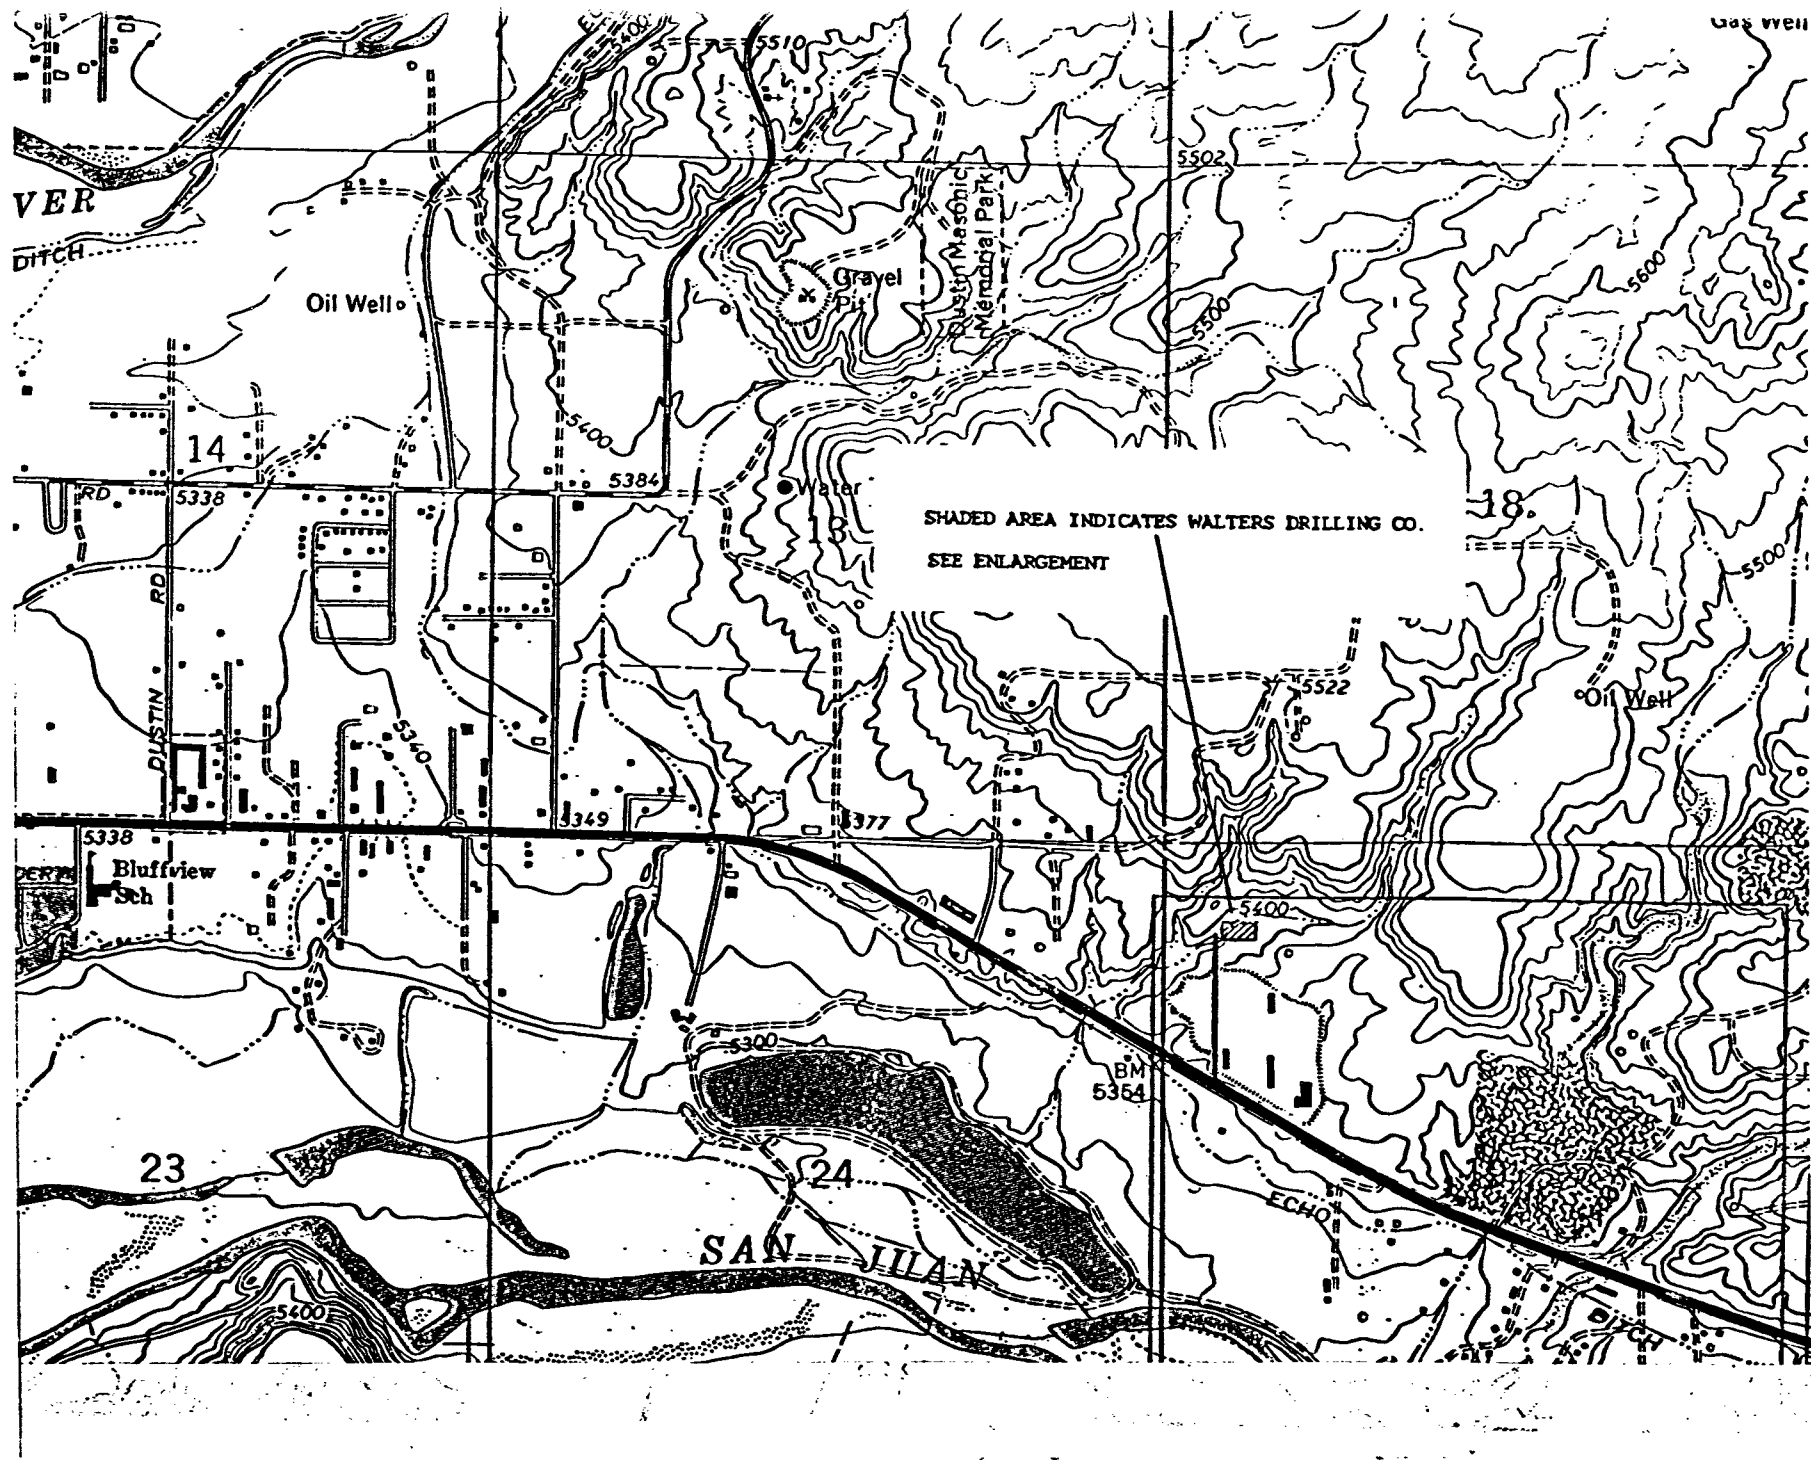 Gas Well
5400
5510
5502
VER
DITCH
Dustin Masonic
Memorial Park
Gravel
Pit
Oil Well
5600
5500
5400
14
5384
RD
5338
Water
13
18
SHADED AREA INDICATES WALTERS DRILLING CO.
SEE ENLARGEMENT
5500
RD
DUSTIN
5522
Oil Well
5340
5349
5377
5338
Bluffview
Sch
5400
5300
BM
5354
23
24
ECHO
SAN JUAN
5400
DITCH